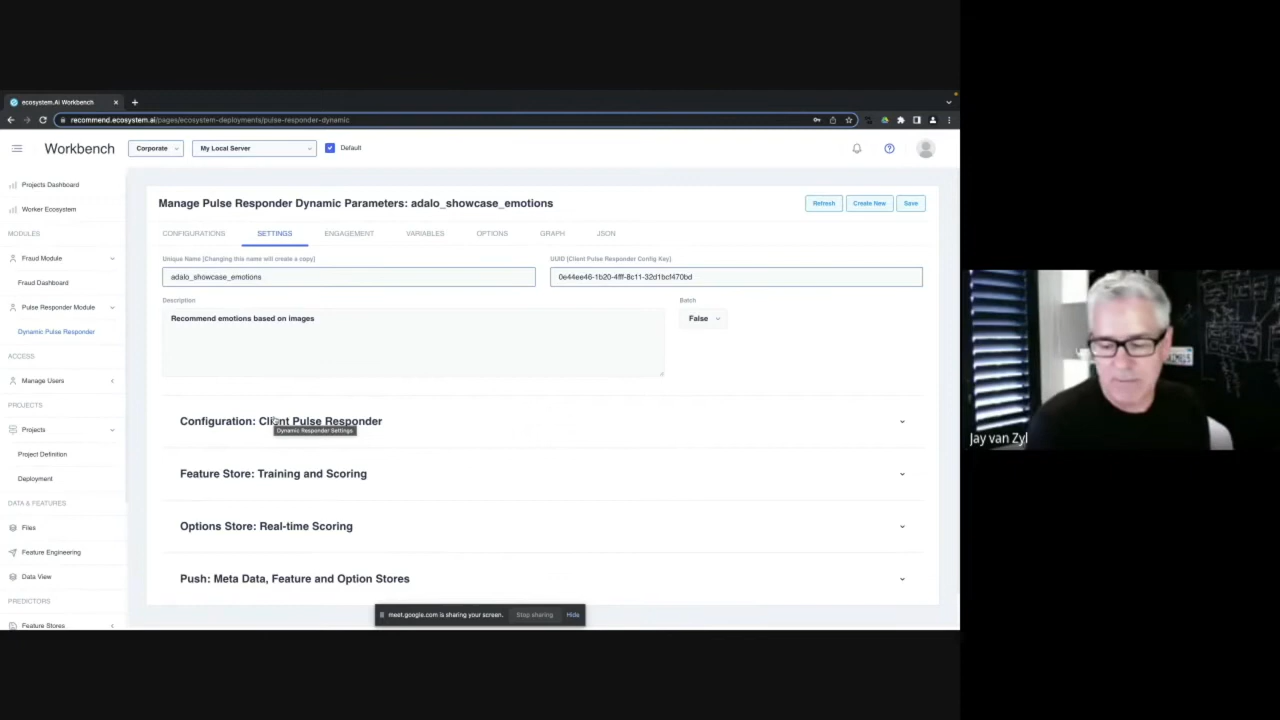 ecosystem.Ai Workbench
recommend.ecosystem.ai/pages/ecosystem-deployments/pulse-responder-dynamic
Workbench
Corporate
My Local Server
Default
Projects Dashboard
Worker Ecosystem
MODULES
Fraud Module
Fraud Dashboard
Pulse Responder Module
Dynamic Pulse Responder
ACCESS
Manage Users
PROJECTS
Projects
Project Definition
Deployment
DATA & FEATURES
Files
Feature Engineering
Data View
PREDICTORS
Feature Stores
Manage Pulse Responder Dynamic Parameters: adalo_showcase_emotions
Refresh
Create New
Save
CONFIGURATIONS
SETTINGS
ENGAGEMENT
VARIABLES
OPTIONS
GRAPH
JSON
Unique Name [Changing this name will create a copy]
adalo_showcase_emotions
UUID [Client Pulse Responder Config Key]
0e44ee46-1b20-4fff-8c11-32d1bcf470bd
Description
Recommend emotions based on images
Batch
False
Configuration: Client Pulse Responder
Dynamic Responder Settings
Feature Store: Training and Scoring
Options Store: Real-time Scoring
Push: Meta Data, Feature and Option Stores
meet.google.com is sharing your screen.
Stop sharing
Hide
Jay van Zyl